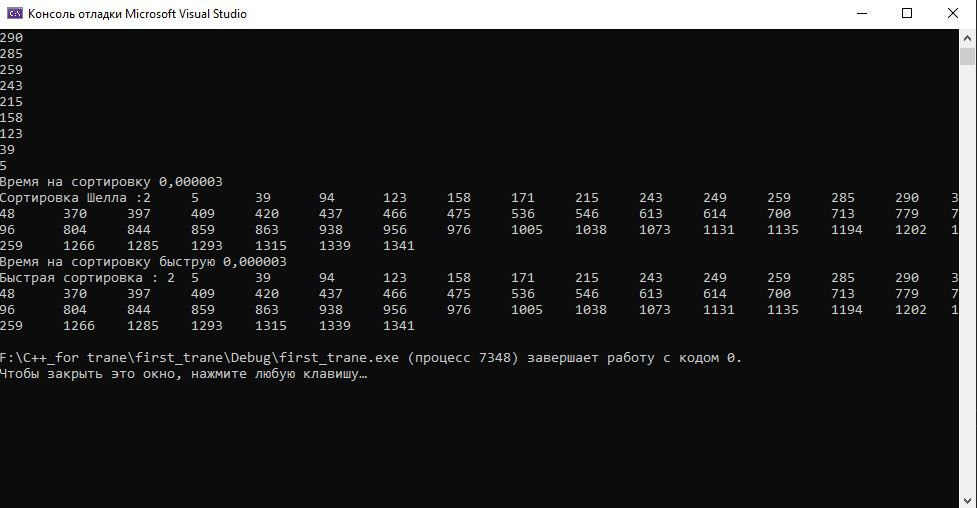 Консоль отладки Microsoft Visual Studio
290
285
259
243
215
158
123
39
5
Время на сортировку 0,000003
Сортировка Шелла :2 5 39 94 123 158 171 215 243 249 259 285 290 3
48 370 397 409 420 437 466 475 536 546 613 614 700 713 779 7
96 804 844 859 863 938 956 976 1005 1038 1073 1131 1135 1194 1202 1
259 1266 1285 1293 1315 1339 1341
Время на сортировку быструю 0,000003
Быстрая сортировка : 2 5 39 94 123 158 171 215 243 249 259 285 290 3
48 370 397 409 420 437 466 475 536 546 613 614 700 713 779 7
96 804 844 859 863 938 956 976 1005 1038 1073 1131 1135 1194 1202 1
259 1266 1285 1293 1315 1339 1341
F:\C++_for trane\first_trane\Debug\first_trane.exe (процесс 7348) завершает работу с кодом 0.
Чтобы закрыть это окно, нажмите любую клавишу…